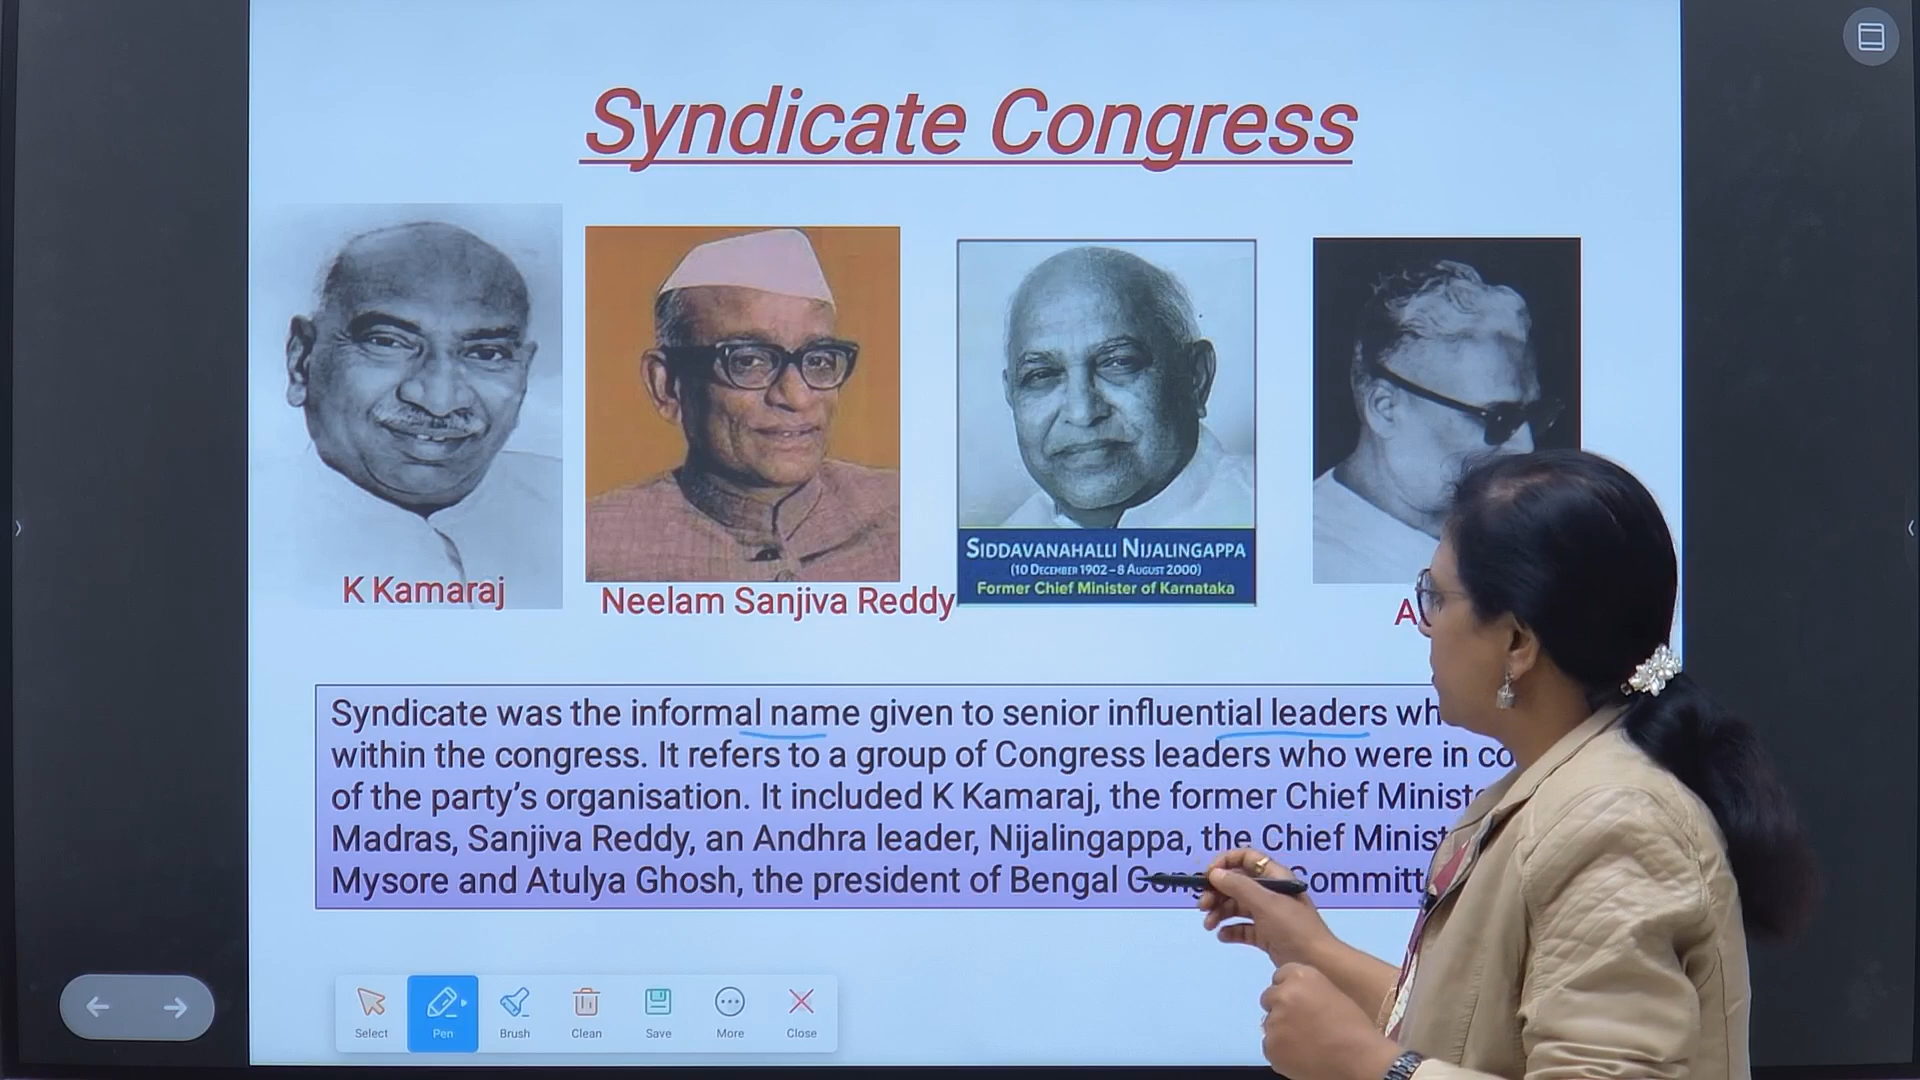 Syndicate Congress
K Kamaraj
Neelam Sanjiva Reddy
SIDDAVANAHALLI NIJALINGAPPA
(10 DECEMBER 1902 – 8 AUGUST 2000)
Former Chief Minister of Karnataka
Syndicate was the informal name given to senior influential leaders
within the congress. It refers to a group of Congress leaders who were in
of the party's organisation. It included K Kamaraj, the former Chief
Madras, Sanjiva Reddy, an Andhra leader, Nijalingappa, the Chief
Mysore and Atulya Ghosh, the president of Bengal
Select
Pen
Brush
Clean
Save
More
Close